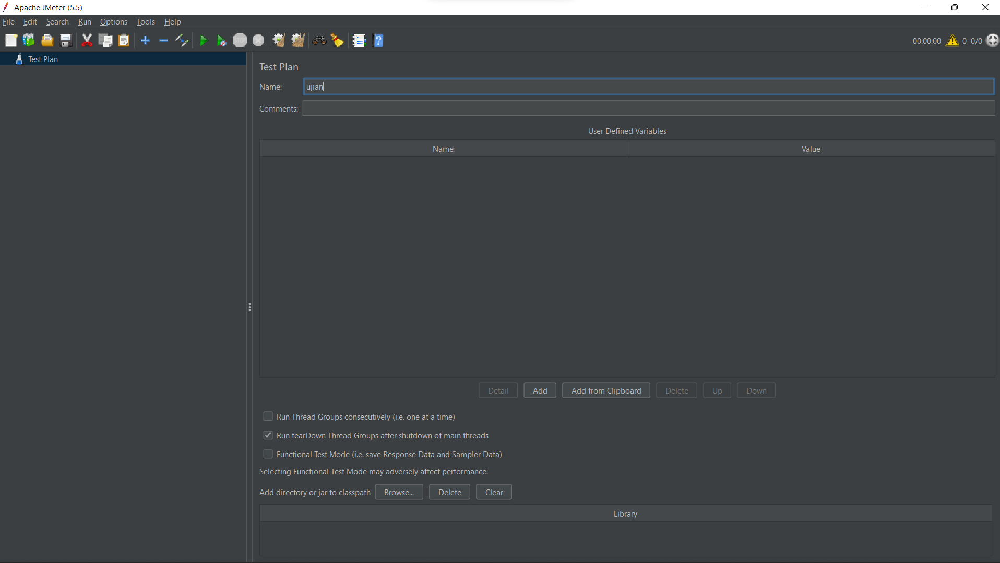 Apache JMeter (5.5)
File Edit Search Run Options Tools Help
STOP
?
00:00:00 0 0/0
Test Plan
Test Plan
Name: ujian
Comments:
User Defined Variables
Name: Value
Detail Add Add from Clipboard Delete Up Down
Run Thread Groups consecutively (i.e. one at a time)
Run tearDown Thread Groups after shutdown of main threads
Functional Test Mode (i.e. save Response Data and Sampler Data)
Selecting Functional Test Mode may adversely affect performance.
Add directory or jar to classpath Browse... Delete Clear
Library